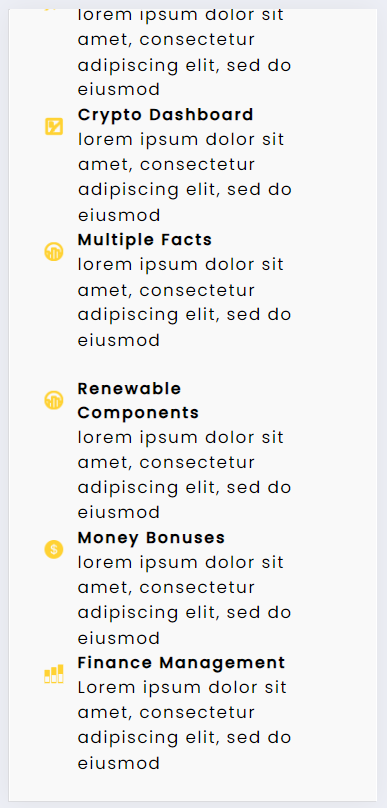 lorem ipsum dolor sit
amet, consectetur
adipiscing elit, sed do
eiusmod
Crypto Dashboard
lorem ipsum dolor sit
amet, consectetur
adipiscing elit, sed do
eiusmod
Multiple Facts
lorem ipsum dolor sit
amet, consectetur
adipiscing elit, sed do
eiusmod
Renewable
Components
lorem ipsum dolor sit
amet, consectetur
adipiscing elit, sed do
eiusmod
Money Bonuses
lorem ipsum dolor sit
amet, consectetur
adipiscing elit, sed do
eiusmod
Finance Management
Lorem ipsum dolor sit
amet, consectetur
adipiscing elit, sed do
eiusmod